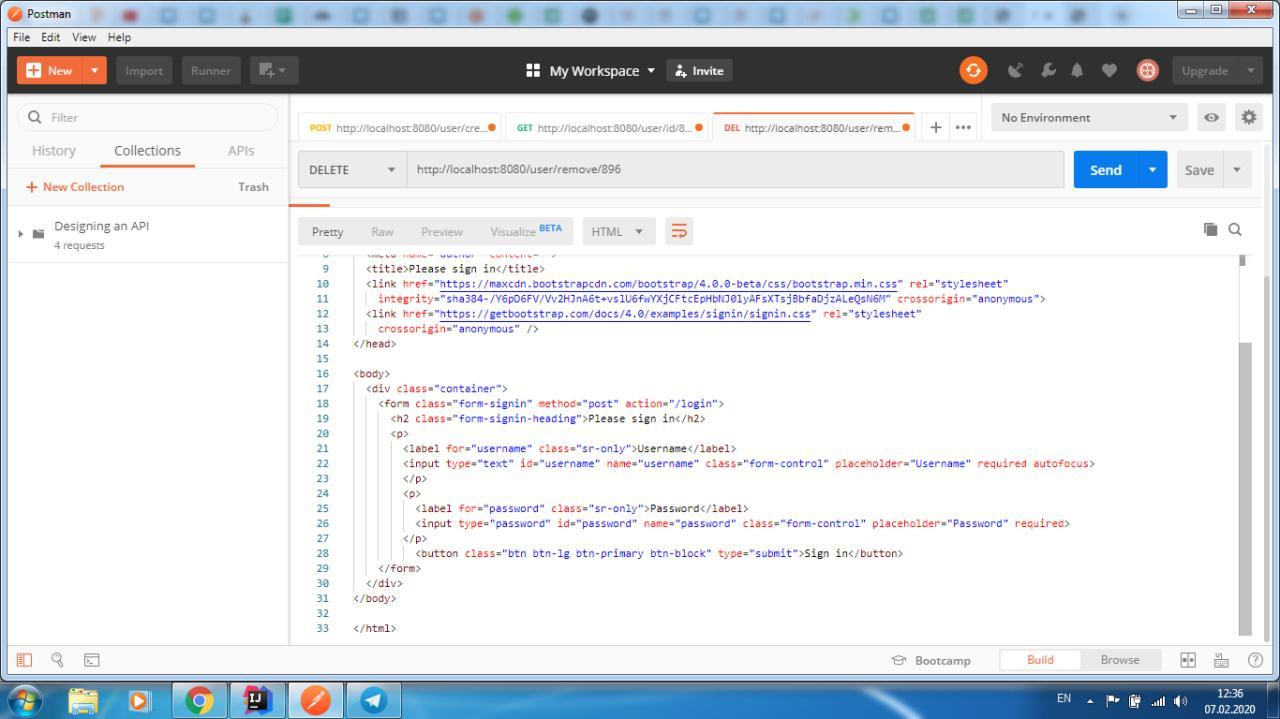 Postman
File Edit View Help
New Import Runner My Workspace Invite Upgrade
Filter
History Collections APIs
New Collection Trash
Designing an API
4 requests
POST http://localhost:8080/user/cre... GET http://localhost:8080/user/id/8... DEL http://localhost:8080/user/rem... No Environment
DELETE http://localhost:8080/user/remove/896 Send Save
Pretty Raw Preview Visualize BETA HTML
8 <meta name="author" content="">
9 <title>Please sign in</title>
10 <link href="https://maxcdn.bootstrapcdn.com/bootstrap/4.0.0-beta/css/bootstrap.min.css" rel="stylesheet"
11 integrity="sha384-/Y6pD6FV/Vv2HJnA6t+vslU6fwYXjCFtcEpHbNJ0lyAFsXTsjBbfaDjzALeQsN6M" crossorigin="anonymous">
12 <link href="https://getbootstrap.com/docs/4.0/examples/signin/signin.css" rel="stylesheet"
13 crossorigin="anonymous" />
14 </head>
15
16 <body>
17 <div class="container">
18 <form class="form-signin" method="post" action="/login">
19 <h2 class="form-signin-heading">Please sign in</h2>
20 <p>
21 <label for="username" class="sr-only">Username</label>
22 <input type="text" id="username" name="username" class="form-control" placeholder="Username" required autofocus>
23 </p>
24 <p>
25 <label for="password" class="sr-only">Password</label>
26 <input type="password" id="password" name="password" class="form-control" placeholder="Password" required>
27 </p>
28 <button class="btn btn-lg btn-primary btn-block" type="submit">Sign in</button>
29 </form>
30 </div>
31 </body>
32
33 </html>
Bootcamp Build Browse
EN 12:36
07.02.2020